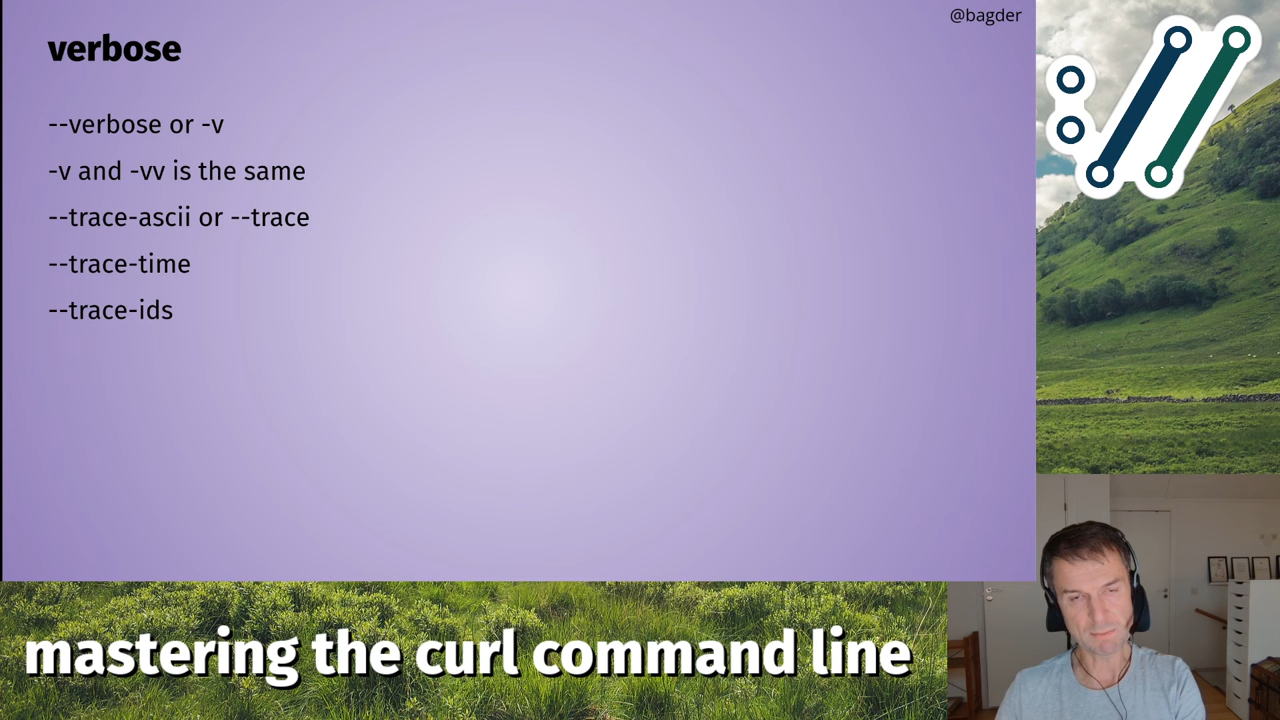 @bagder
verbose
--verbose or -v
-v and -vv is the same
--trace-ascii or --trace
--trace-time
--trace-ids
mastering the curl command line